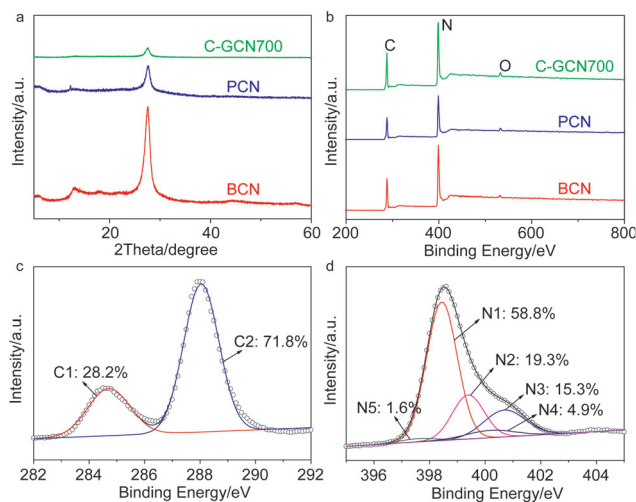 a
C-GCN700
PCN
BCN
Intensity/a.u.
20
40
60
2Theta/degree
b
C
N
O
C-GCN700
PCN
BCN
Intensity/a.u.
200
400
600
800
Binding Energy/eV
c
C1: 28.2%
C2: 71.8%
Intensity/a.u.
282
284
286
288
290
292
Binding Energy/eV
d
N1: 58.8%
N2: 19.3%
N3: 15.3%
N4: 4.9%
N5: 1.6%
Intensity/a.u.
396
398
400
402
404
Binding Energy/eV